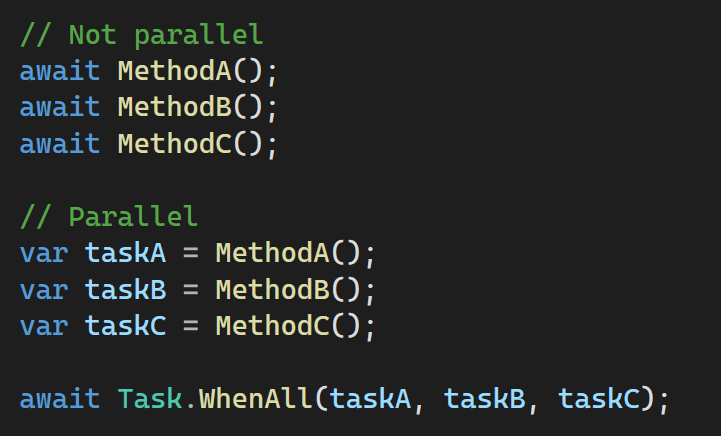 // Not parallel
await MethodA();
await MethodB();
await MethodC();

// Parallel
var taskA = MethodA();
var taskB = MethodB();
var taskC = MethodC();

await Task.WhenAll(taskA, taskB, taskC);